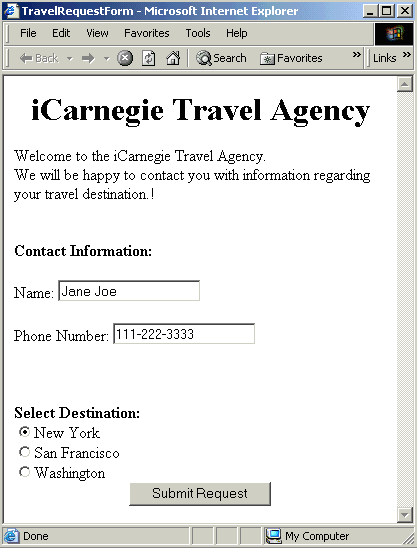 TravelRequestForm - Microsoft Internet Explorer
File Edit View Favorites Tools Help
Back Search Favorites » Links »
iCarnegie Travel Agency
Welcome to the iCarnegie Travel Agency.
We will be happy to contact you with information regarding
your travel destination.!
Contact Information:
Name: Jane Joe
Phone Number: 111-222-3333
Select Destination:
New York
San Francisco
Washington
Submit Request
Done My Computer